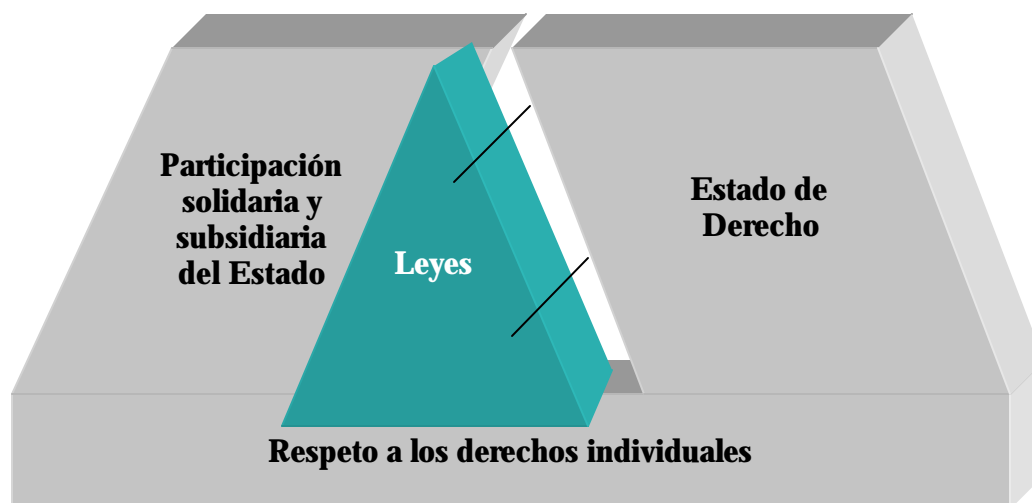 Participación
solidaria y
subsidiaria
del Estado
Leyes
Estado de
Derecho
Respeto a los derechos individuales